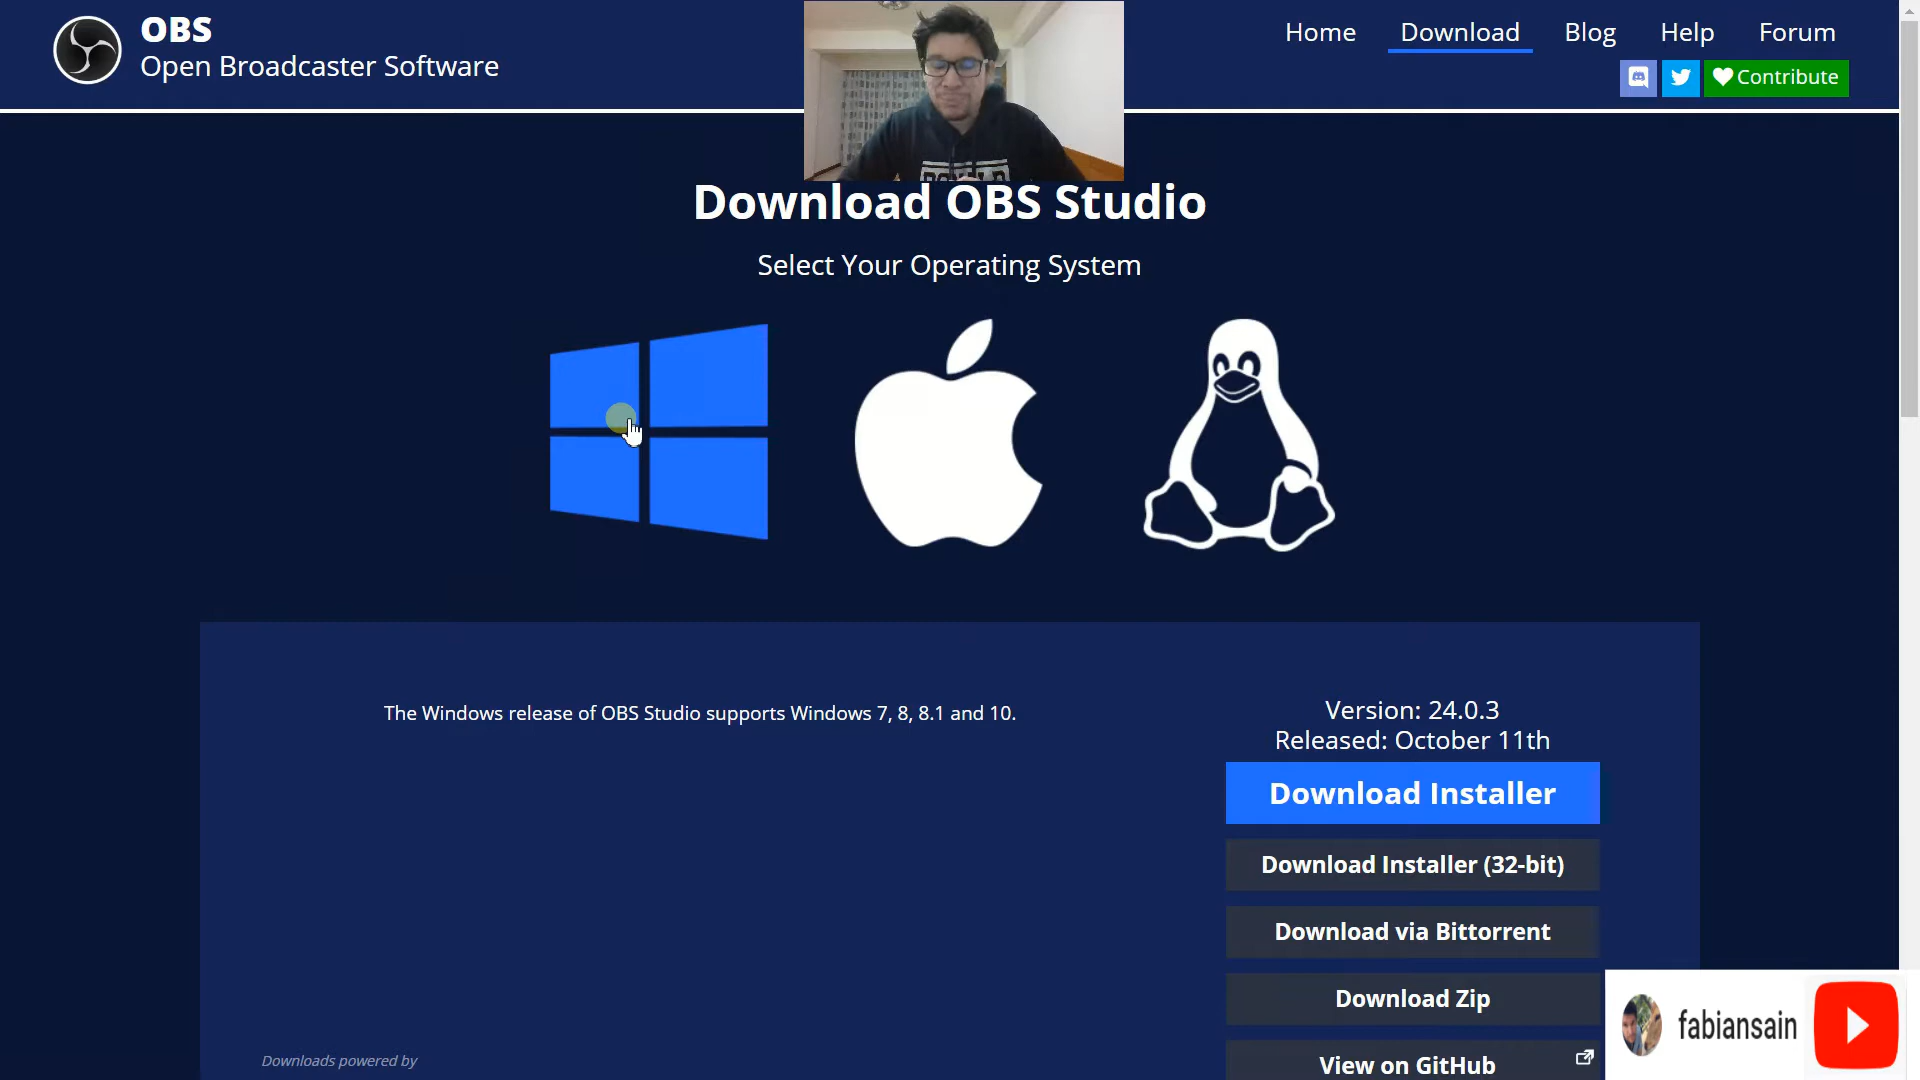 OBS
Open Broadcaster Software
Home
Download
Blog
Help
Forum
Contribute
Download OBS Studio
Select Your Operating System
The Windows release of OBS Studio supports Windows 7, 8, 8.1 and 10.
Version: 24.0.3
Released: October 11th
Download Installer
Download Installer (32-bit)
Download via Bittorrent
Download Zip
View on GitHub
Downloads powered by
fabiansain